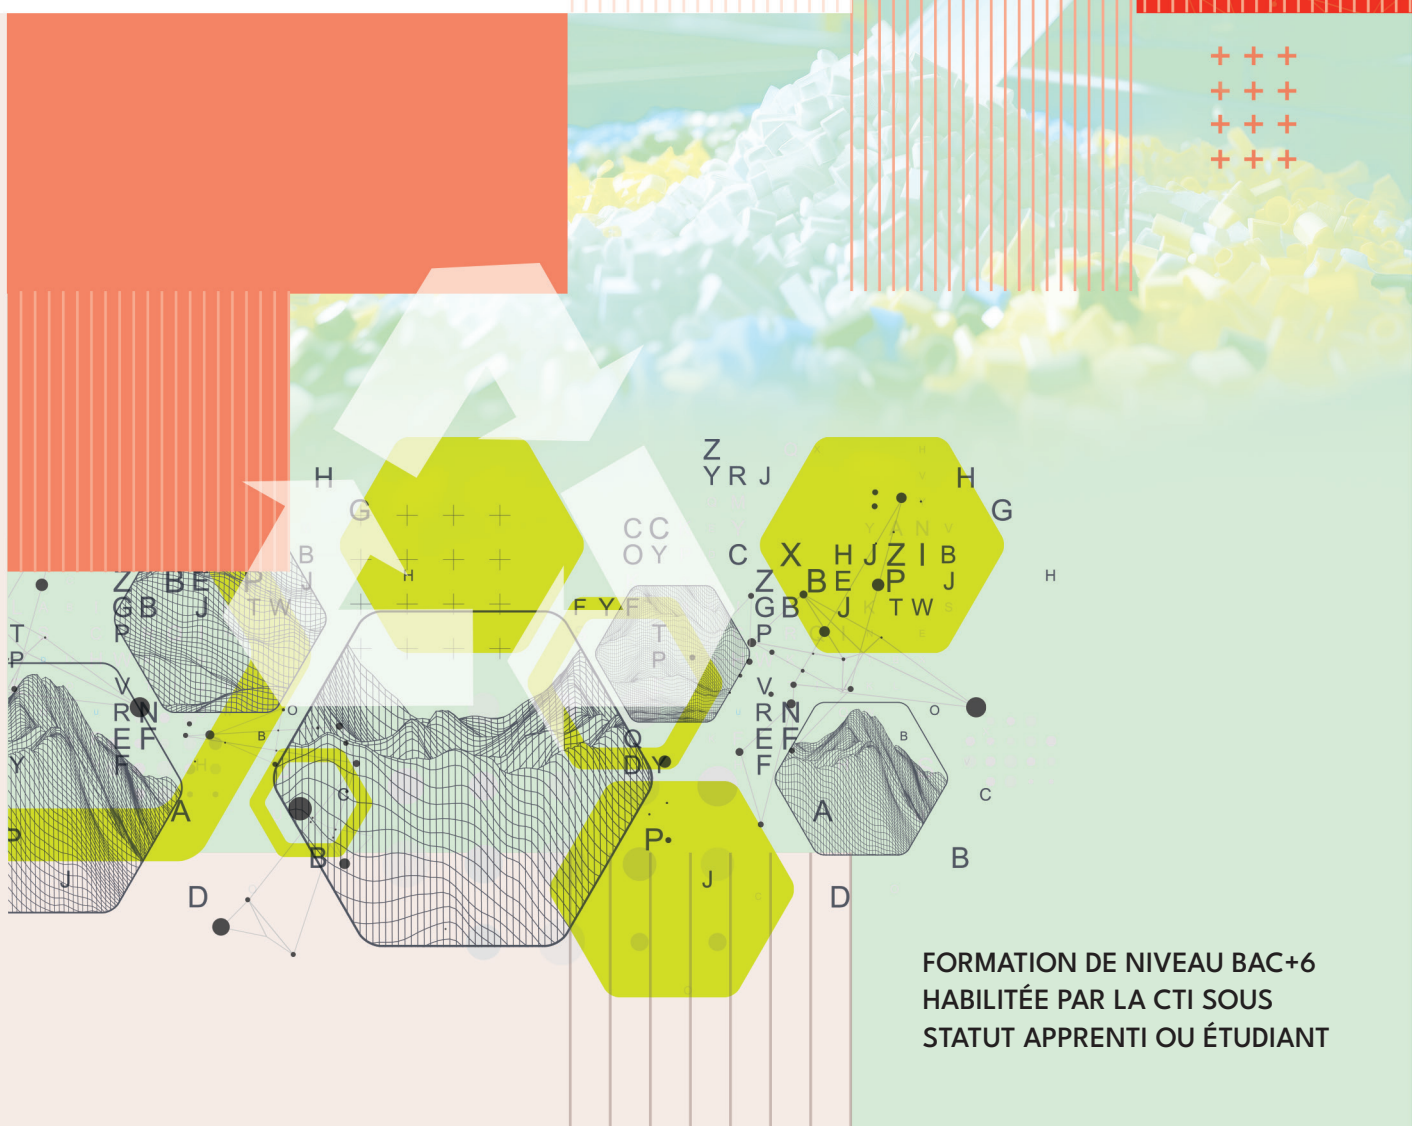 Z
Y R J
H
H
G
G
C C
O Y
C X H J Z I B
B
H
H
Z B E P J
Z B E P J
G B J T W
G B J T W
F Y F
T
P
T
P
P
P
V
V
R N
R N
E F
E F
F
F
O
O
B
B
Q
D Y
Y
H
C
C
A
A
P
P
B
B
J
J
D
D
FORMATION DE NIVEAU BAC+6
HABILITÉE PAR LA CTI SOUS
STATUT APPRENTI OU ÉTUDIANT